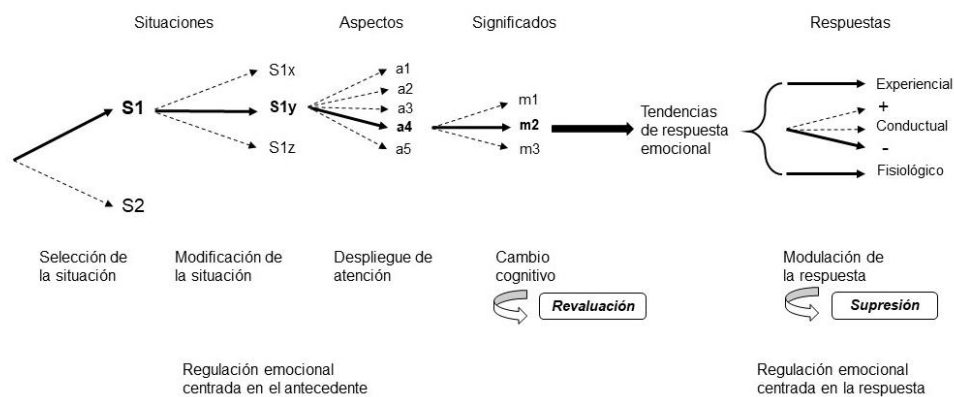 Situaciones
Aspectos
Significados
Respuestas
S1
S2
S1x
S1y
S1z
a1
a2
a3
a4
a5
m1
m2
m3
Tendencias
de respuesta
emocional
Experiencial
+
Conductual
-
Fisiológico
Selección de
la situación
Modificación de
la situación
Despliegue de
atención
Cambio
cognitivo
Revaluación
Modulación de
la respuesta
Supresión
Regulación emocional
centrada en el antecedente
Regulación emocional
centrada en la respuesta